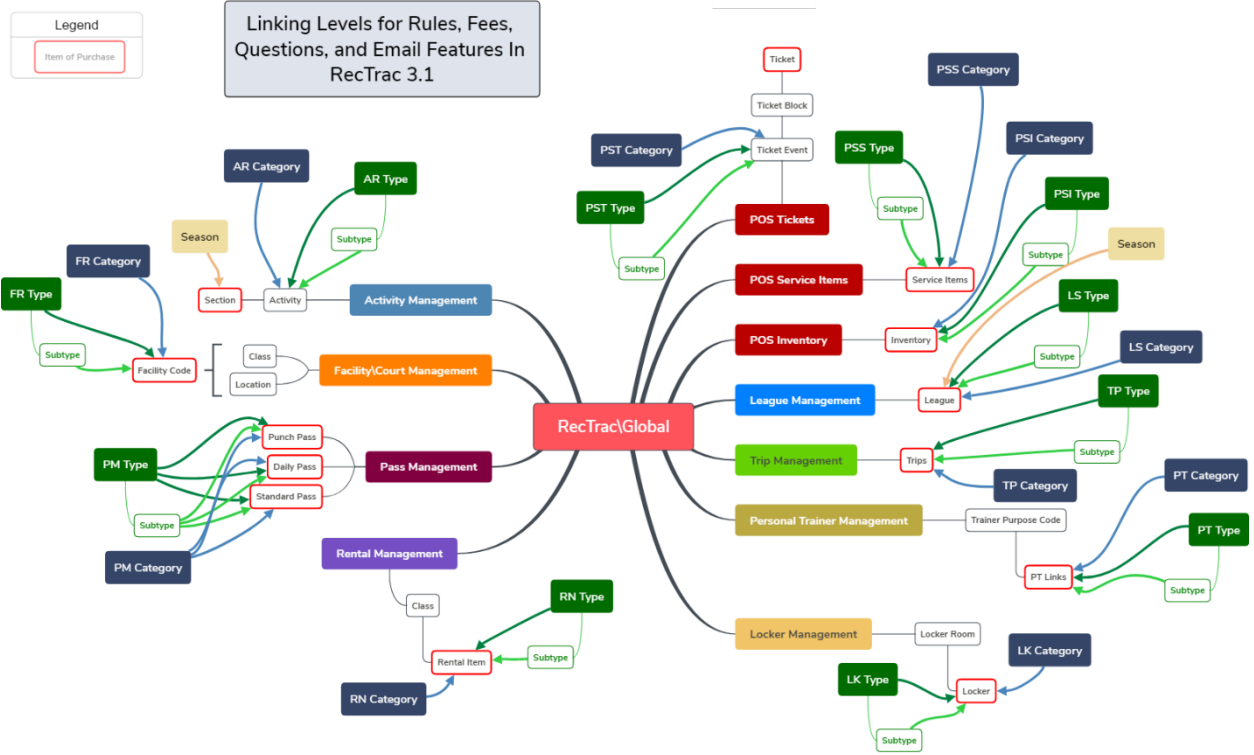 Legend
Item of Purchase
Linking Levels for Rules, Fees,
Questions, and Email Features In
RecTrac 3.1
Ticket
Ticket Block
Ticket Event
PST Category
PST Type
Subtype
POS Tickets
PSS Category
PSS Type
Subtype
POS Service Items
Service Items
PSI Category
PSI Type
Subtype
POS Inventory
Inventory
Season
LS Type
Subtype
LS Category
League Management
League
TP Type
Subtype
TP Category
Trip Management
Trips
PT Category
PT Type
Subtype
Personal Trainer Management
Trainer Purpose Code
PT Links
Locker Management
Locker Room
Locker
LK Category
LK Type
Subtype
RecTrac\Global
AR Category
AR Type
Subtype
Season
Section
Activity
Activity Management
FR Category
FR Type
Subtype
Facility Code
Class
Location
Facility\Court Management
PM Type
Subtype
PM Category
Punch Pass
Daily Pass
Standard Pass
Pass Management
Rental Management
Class
Rental Item
RN Type
Subtype
RN Category